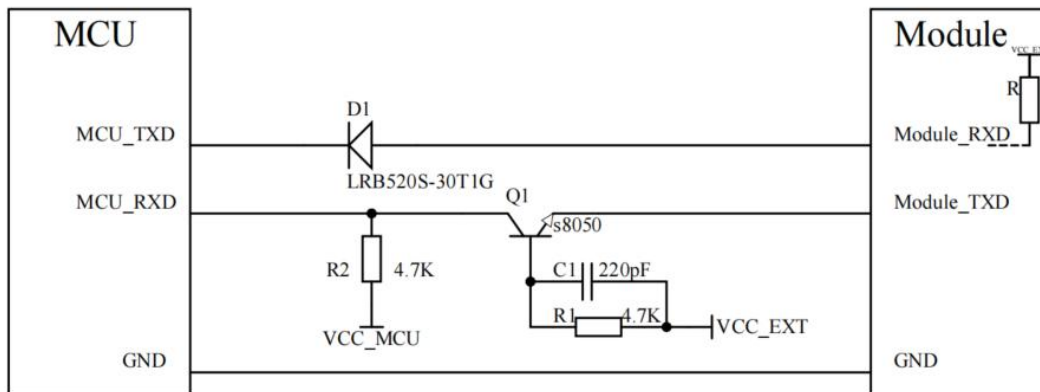 MCU
Module
VCC_EX
R
D1
MCU_TXD
Module_RXD
LRB520S-30T1G
MCU_RXD
Q1
Module_TXD
s8050
R2
4.7K
C1
220pF
R1
4.7K
VCC_MCU
VCC_EXT
GND
GND